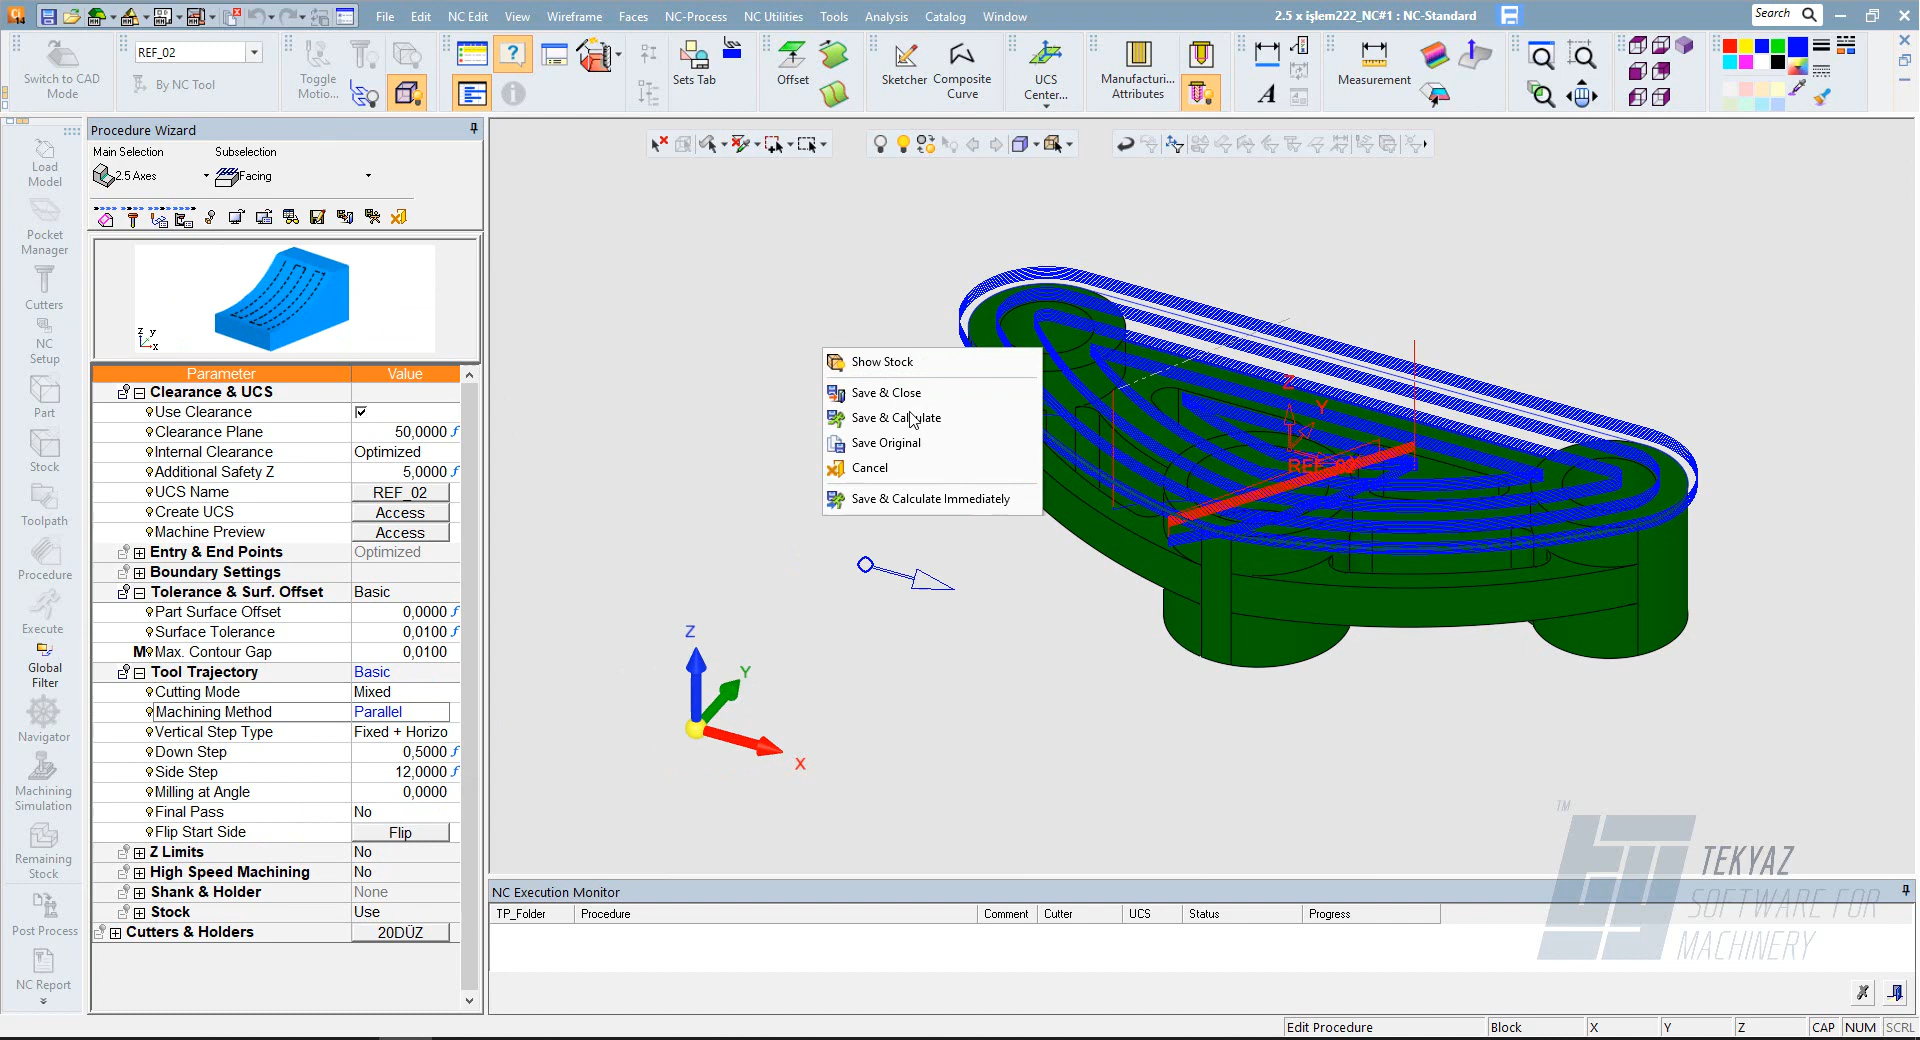 File Edit NC Edit View Wireframe Faces NC-Process NC Utilities Tools Analysis Catalog Window
2.5 x işlem222_NC#1 : NC-Standard
Search
Switch to CAD Mode
REF_02
By NC Tool
Toggle Motio...
Sets Tab
Offset
Sketcher
Composite Curve
UCS Center...
Manufacturi... Attributes
A
Measurement
Load Model
Pocket Manager
Cutters
NC Setup
Part
Stock
Toolpath
Procedure
Execute
Global Filter
Navigator
Machining Simulation
Remaining Stock
Post Process
NC Report
Procedure Wizard
Main Selection Subselection
2.5 Axes Facing
z y x
Parameter Value
Clearance & UCS
Use Clearance
Clearance Plane 50,0000 f
Internal Clearance Optimized
Additional Safety Z 5,0000 f
UCS Name REF_02
Create UCS Access
Machine Preview Access
Entry & End Points Optimized
Boundary Settings
Tolerance & Surf. Offset Basic
Part Surface Offset 0,0000 f
Surface Tolerance 0,0100 f
M Max. Contour Gap 0,0100
Tool Trajectory Basic
Cutting Mode Mixed
Machining Method Parallel
Vertical Step Type Fixed + Horizo
Down Step 0,5000 f
Side Step 12,0000 f
Milling at Angle 0,0000
Final Pass No
Flip Start Side Flip
Z Limits No
High Speed Machining No
Shank & Holder None
Stock Use
Cutters & Holders 20DÜZ
Show Stock
Save & Close
Save & Calculate
Save Original
Cancel
Save & Calculate Immediately
Z
Y
REF_02
Z
Y
X
TM
TEKYAZ
SOFTWARE FOR
MACHINERY
NC Execution Monitor
TP_Folder Procedure Comment Cutter UCS Status Progress
Edit Procedure Block X Y Z CAP NUM SCRL